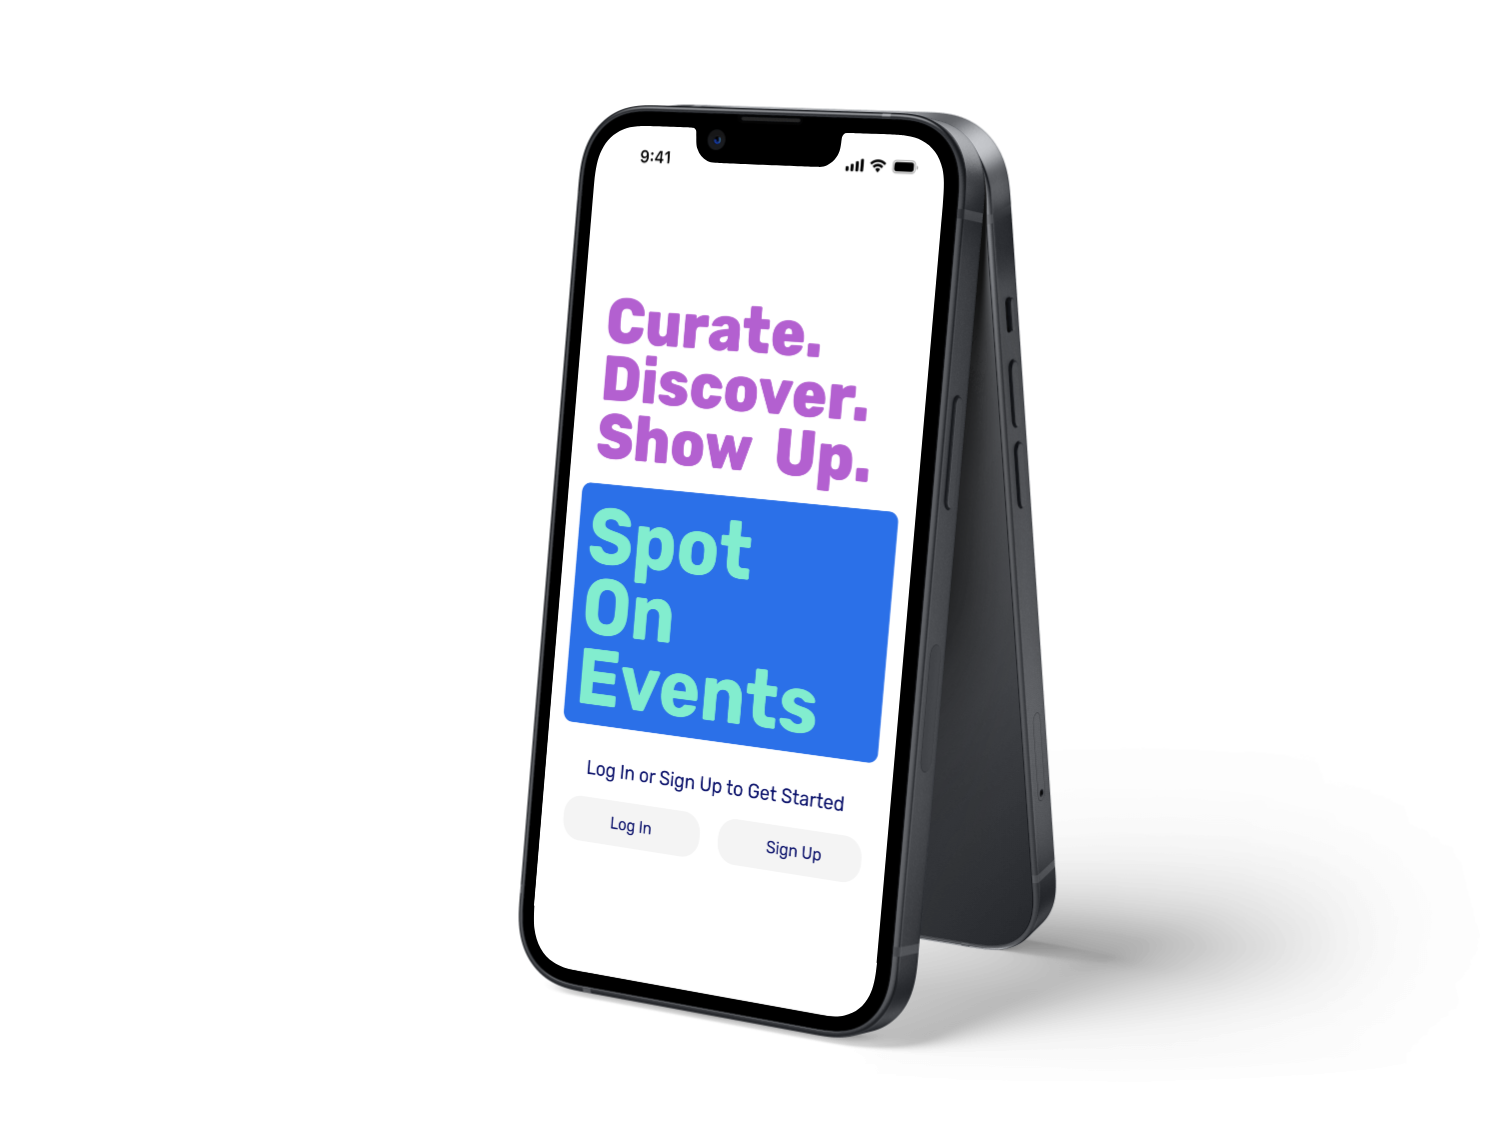 9:41
Curate.
Discover.
Show Up.
Spot
On
Events
Log In or Sign Up to Get Started
Log In
Sign Up